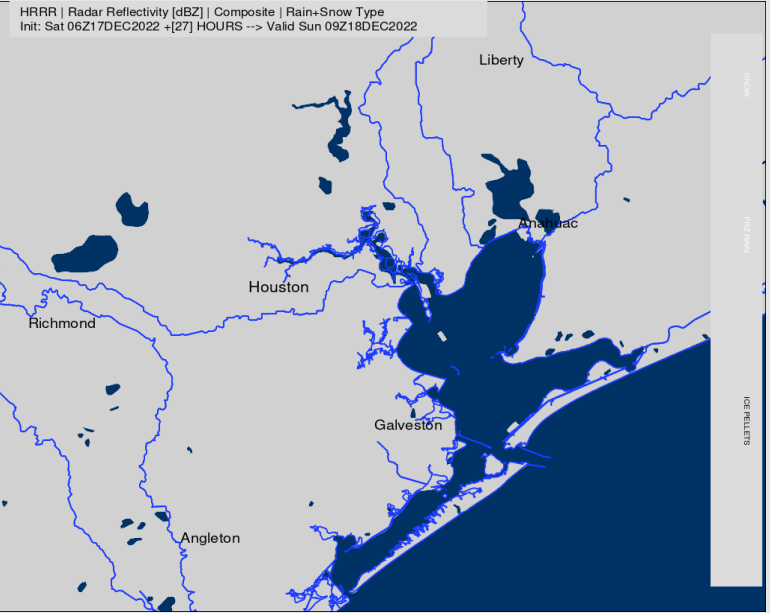 HRRR | Radar Reflectivity [dBZ] | Composite | Rain+Snow Type
Init: Sat 06Z17DEC2022 +[27] HOURS --> Valid Sun 09Z18DEC2022
Liberty
SNOW
Anahuac
FRZ RAIN
Houston
Richmond
ICE PELLETS
Galveston
Angleton